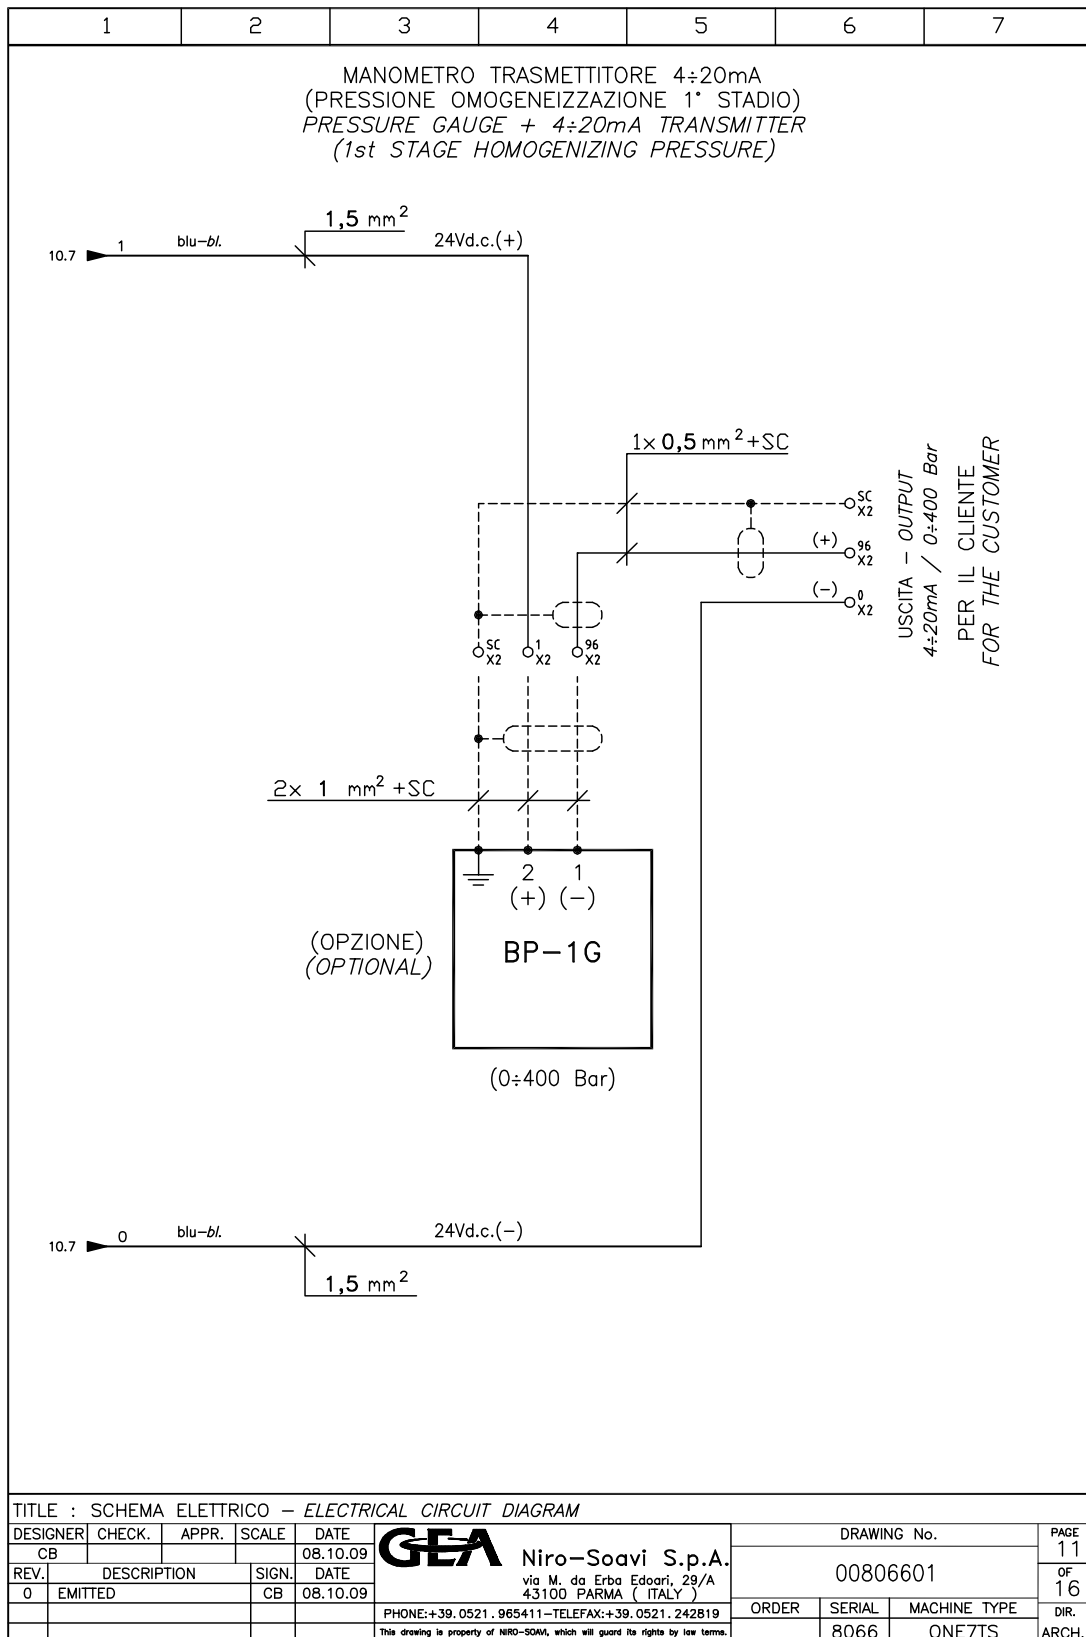 1 2 3 4 5 6 7
MANOMETRO TRASMETTITORE 4÷20mA
(PRESSIONE OMOGENEIZZAZIONE 1° STADIO)
PRESSURE GAUGE + 4÷20mA TRANSMITTER
(1st STAGE HOMOGENIZING PRESSURE)
1,5 mm²
10.7 1 blu-bl. 24Vd.c.(+)
1x 0,5 mm²+SC
SC
X2
(+) 96
X2
(-) 0
X2
USCITA - OUTPUT
4÷20mA / 0÷400 Bar
PER IL CLIENTE
FOR THE CUSTOMER
SC
X2
1
X2
96
X2
2x 1 mm² +SC
2 1
(+) (-)
(OPZIONE)
(OPTIONAL)
BP-1G
(0÷400 Bar)
10.7 0 blu-bl. 24Vd.c.(-)
1,5 mm²
TITLE : SCHEMA ELETTRICO - ELECTRICAL CIRCUIT DIAGRAM
DESIGNER CHECK. APPR. SCALE DATE
CB 08.10.09
REV. DESCRIPTION SIGN. DATE
0 EMITTED CB 08.10.09
GEA
Niro-Soavi S.p.A.
via M. da Erba Edoari, 29/A
43100 PARMA ( ITALY )
PHONE:+39.0521.965411-TELEFAX:+39.0521.242819
This drawing is property of NIRO-SOAVI, which will guard its rights by law terms.
DRAWING No.
00806601
ORDER SERIAL MACHINE TYPE
8066 ONE7TS
PAGE
11
OF
16
DIR.
ARCH.